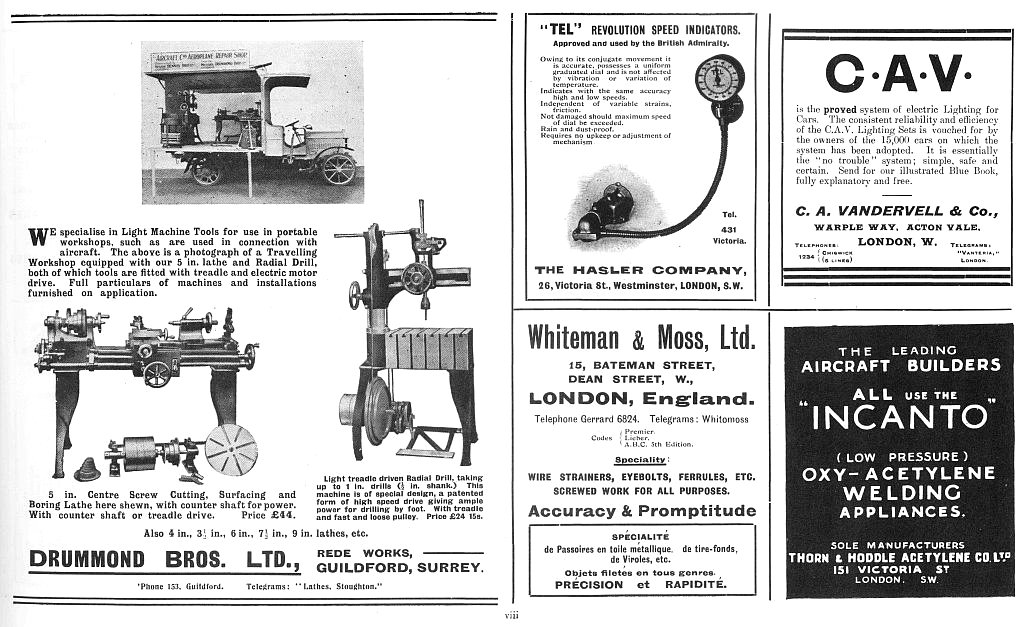 AIRCRAFT Coy AEROPLANE REPAIR SHOP
WE specialise in Light Machine Tools for use in portable
workshops, such as are used in connection with
aircraft. The above is a photograph of a Travelling
Workshop equipped with our 5 in. lathe and Radial Drill,
both of which tools are fitted with treadle and electric motor
drive. Full particulars of machines and installations
furnished on application.
5 in. Centre Screw Cutting, Surfacing and
Boring Lathe here shewn, with counter shaft for power.
With counter shaft or treadle drive. Price £44.
Light treadle driven Radial Drill, taking
up to 1 in. drills (½ in. shank.) This
machine is of special design, a patented
form of high speed drive giving ample
power for drilling by foot. With treadle
and fast and loose pulley. Price £24 15s.
Also 4 in., 3½ in., 6 in., 7½ in., 9 in. lathes, etc.
DRUMMOND BROS. LTD.,
REDE WORKS,
GUILDFORD, SURREY.
'Phone 153, Guildford. Telegrams: "Lathes, Stoughton."
"TEL" REVOLUTION SPEED INDICATORS.
Approved and used by the British Admiralty.
Owing to its conjugate movement it
is accurate, possesses a uniform
graduated dial and is not affected
by vibration or variation of
temperature.
Indicates with the same accuracy
high and low speeds.
Independent of variable strains,
friction.
Not damaged should maximum speed
of dial be exceeded.
Rain and dust-proof.
Requires no upkeep or adjustment of
mechanism
Tel.
431
Victoria.
THE HASLER COMPANY,
26, Victoria St., Westminster, LONDON, S.W.
C·A·V·
is the proved system of electric Lighting for
Cars. The consistent reliability and efficiency
of the C.A.V. Lighting Sets is vouched for by
the owners of the 15,000 cars on which the
system has been adopted. It is essentially
the "no trouble" system; simple, safe and
certain. Send for our illustrated Blue Book,
fully explanatory and free.
C. A. VANDERVELL & Co.,
WARPLE WAY, ACTON VALE,
LONDON, W.
TELEPHONES:
1234 { CHISWICK
(5 LINES)
TELEGRAMS:
"VANTERIA,"
LONDON.
Whiteman & Moss, Ltd.
15, BATEMAN STREET,
DEAN STREET, W.,
LONDON, England.
Telephone Gerrard 6824. Telegrams: Whitomoss
Codes { Premier.
Lieber.
A.B.C. 5th Edition.
Speciality:
WIRE STRAINERS, EYEBOLTS, FERRULES, ETC.
SCREWED WORK FOR ALL PURPOSES.
Accuracy & Promptitude
SPÉCIALITÉ
de Passoires en toile metallique. de tire-fonds,
de Viroles, etc.
Objets filetés en tous genres.
PRÉCISION et RAPIDITÉ.
THE LEADING
AIRCRAFT BUILDERS
ALL USE THE
"INCANTO"
(LOW PRESSURE)
OXY-ACETYLENE
WELDING
APPLIANCES.
SOLE MANUFACTURERS
THORN & HODDLE ACETYLENE CO. LTD
151 VICTORIA ST
LONDON. S.W.
viii